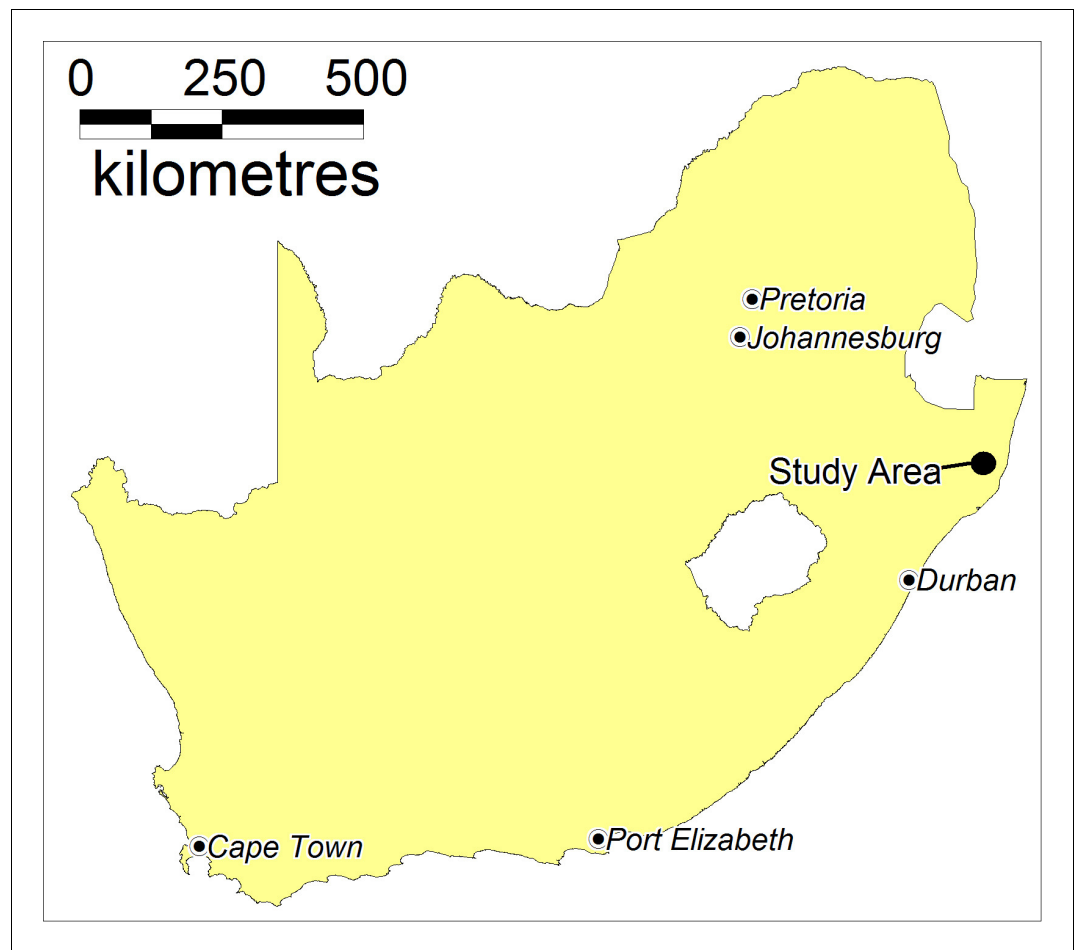 0 250 500
kilometres
Pretoria
Johannesburg
Study Area
Durban
Port Elizabeth
Cape Town